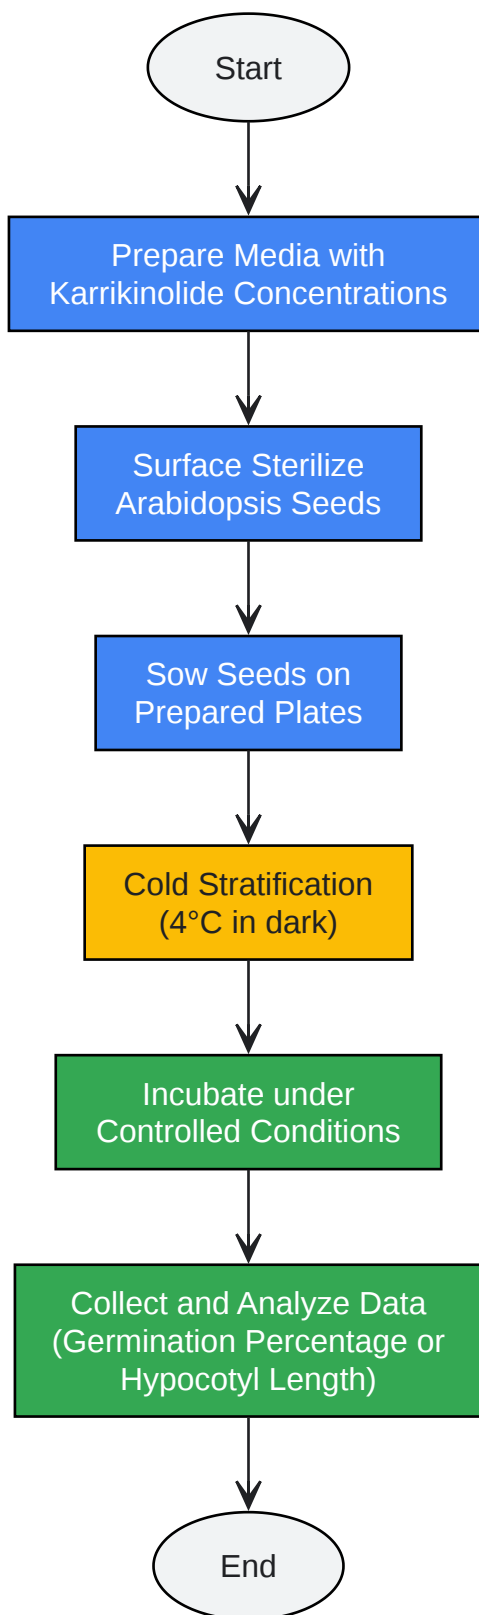 Start
Prepare Media with
Karrikinolide Concentrations
Surface Sterilize
Arabidopsis Seeds
Sow Seeds on
Prepared Plates
Cold Stratification
(4°C in dark)
Incubate under
Controlled Conditions
Collect and Analyze Data
(Germination Percentage or
Hypocotyl Length)
End